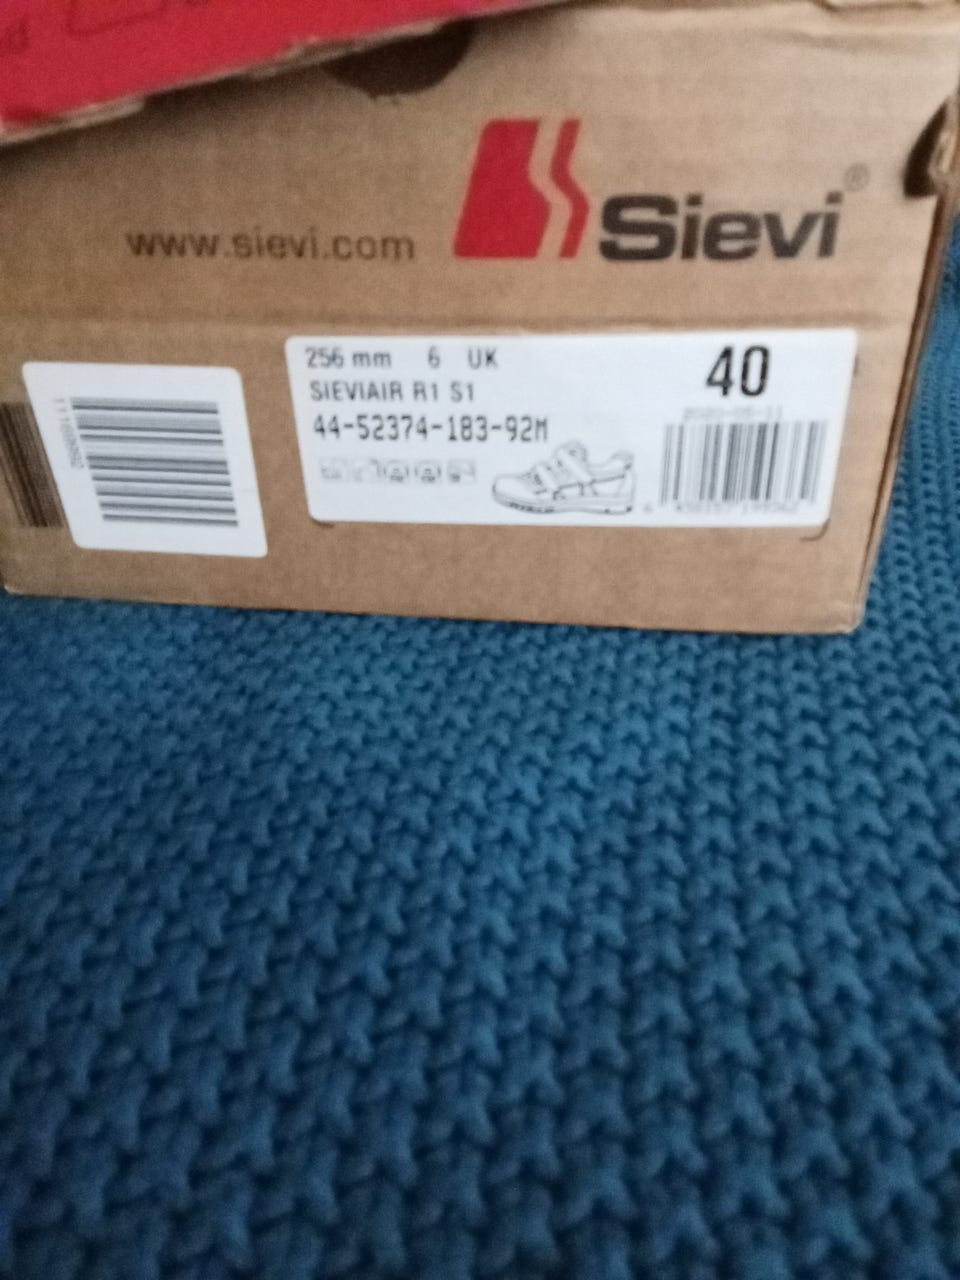 www.sievi.com
Sievi®
256 mm 6 UK
40
SIEVIAIR R1 S1
44-52374-183-92M